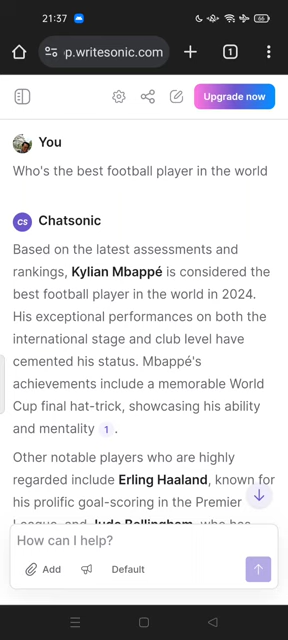 21:37
66
p.writesonic.com
1
Upgrade now
You
Who's the best football player in the world
CS
Chatsonic
Based on the latest assessments and
rankings, Kylian Mbappé is considered the
best football player in the world in 2024.
His exceptional performances on both the
international stage and club level have
cemented his status. Mbappé's
achievements include a memorable World
Cup final hat-trick, showcasing his ability
and mentality 1 .
Other notable players who are highly
regarded include Erling Haaland, known for
his prolific goal-scoring in the Premier
League, and Jude Bellingham, who has
How can I help?
Add
Default